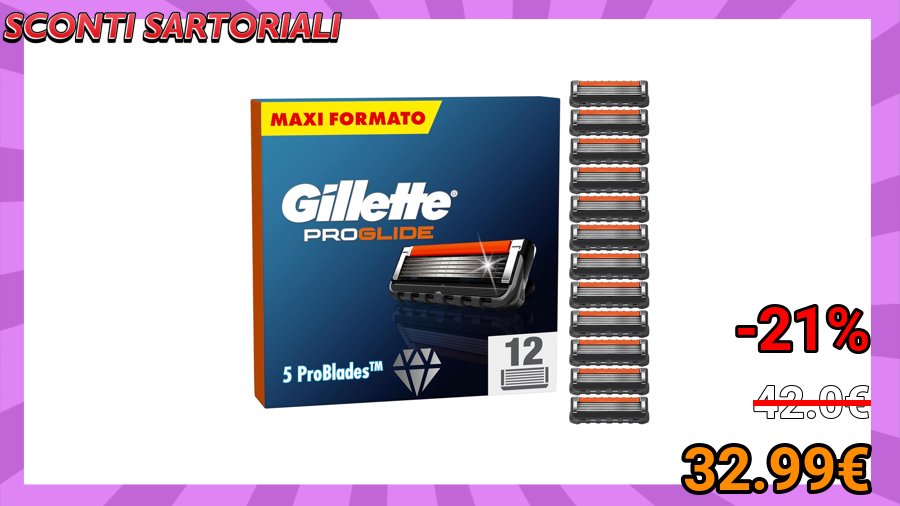 SCONTI SARTORIALI
MAXI FORMATO
Gillette®
PROGLIDE
5 ProBlades™
12
-21%
42.0€
32.99€